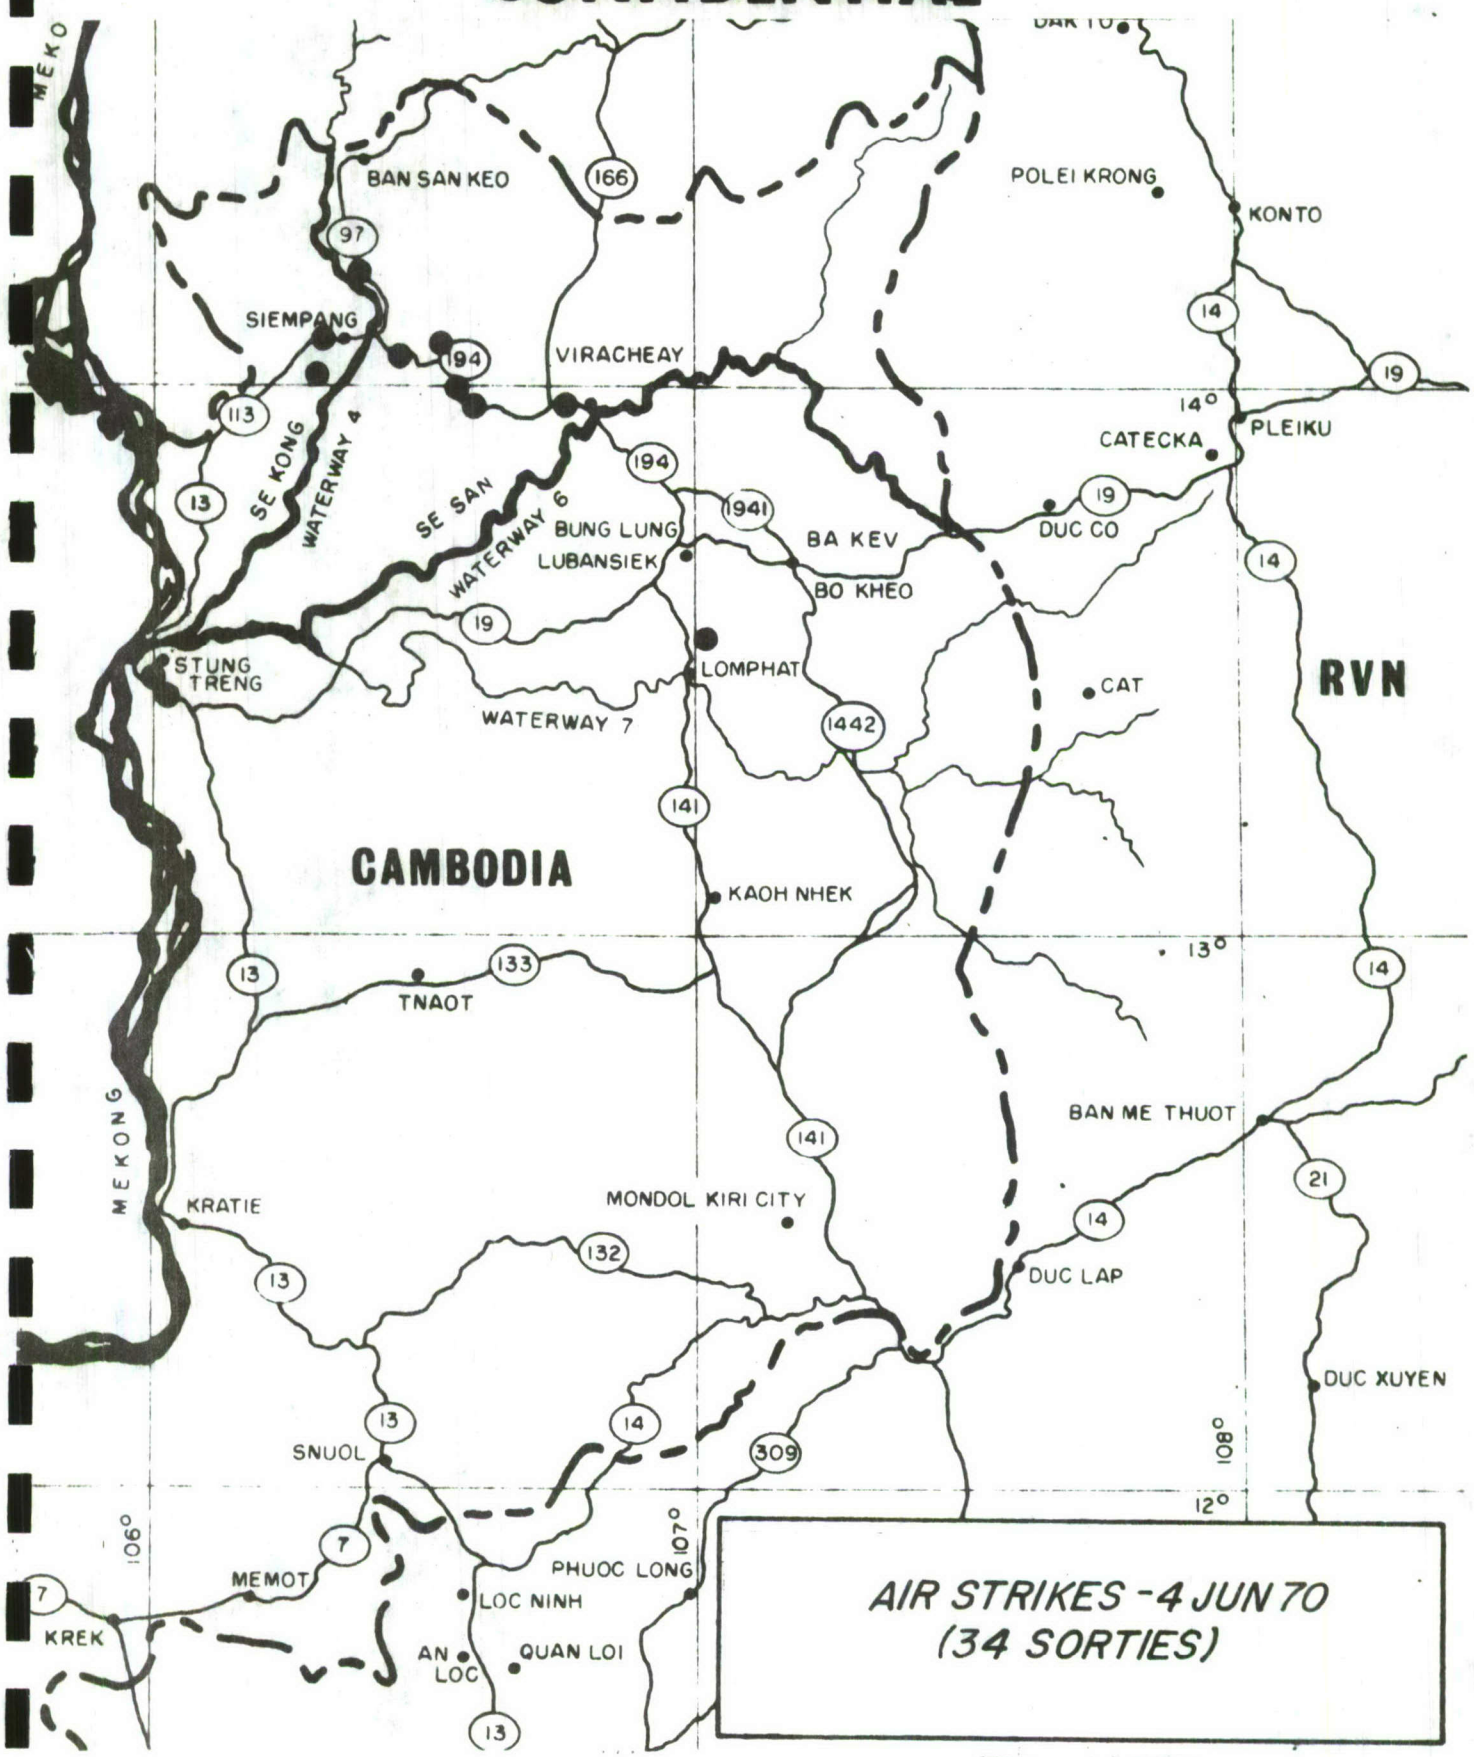 CONFIDENTIAL
MEKO
DAK TO
BAN SAN KEO
166
POLEI KRONG
KONTO
97
SIEMPANG
14
194
VIRACHEAY
19
113
14°
PLEIKU
CATECKA
SE KONG
WATERWAY 4
194
13
SE SAN
WATERWAY 6
1941
19
BUNG LUNG
BA KEV
DUC CO
LUBANSIEK
14
BO KHEO
19
STUNG
TRENG
LOMPHAT
RVN
CAT
WATERWAY 7
1442
141
CAMBODIA
KAOH NHEK
13°
13
133
14
TNAOT
MEKONG
BAN ME THUOT
141
21
KRATIE
MONDOL KIRI CITY
14
132
13
DUC LAP
DUC XUYEN
13
14
108°
SNUOL
309
12°
106°
107°
7
PHUOC LONG
MEMOT
7
LOC NINH
KREK
AN
LOC
QUAN LOI
13
AIR STRIKES - 4 JUN 70
(34 SORTIES)